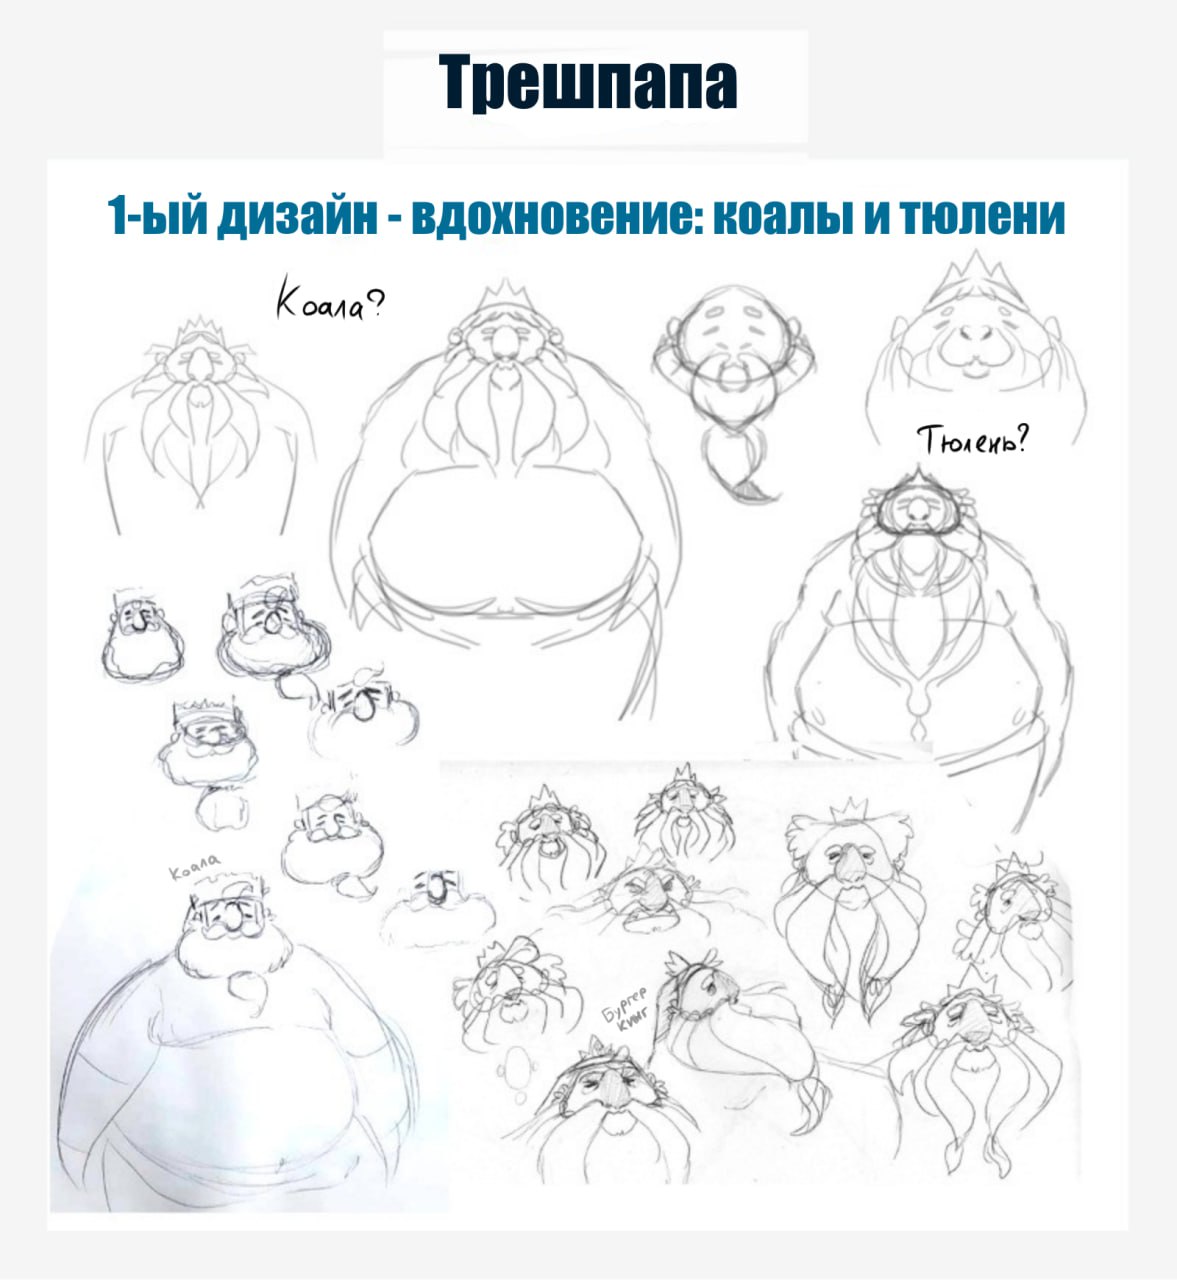 Трешпапа
1-ый дизайн - вдохновение: коалы и тюлени
Коала?
Тюлень?
Коала
Бургер
кинг